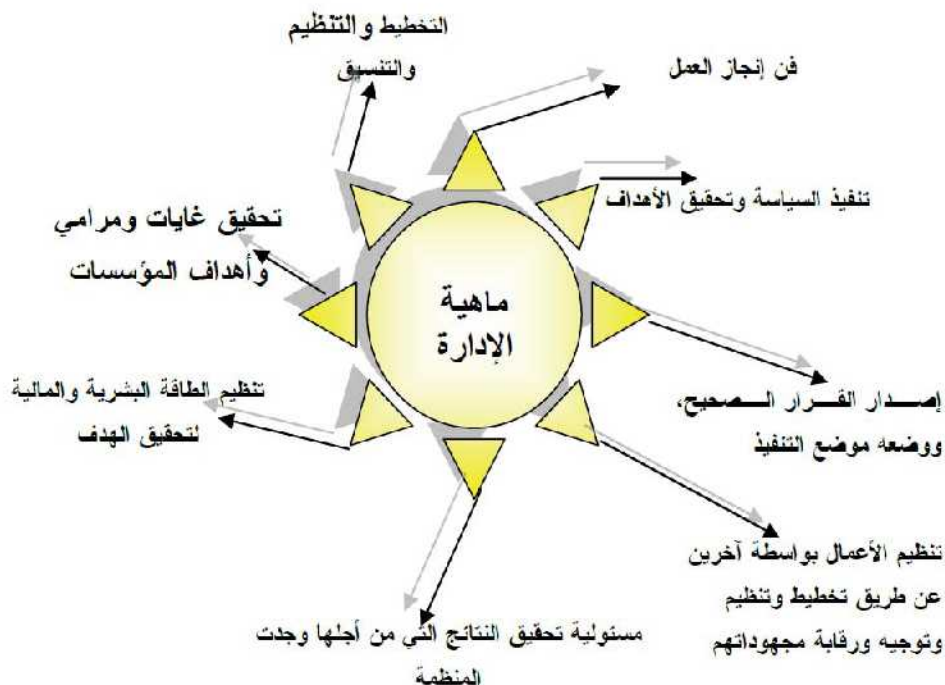 التخطيط والتنظيم
والتنسيق
فن إنجاز العمل
تنفيذ السياسة وتحقيق الأهداف
تحقيق غايات ومرامي
وأهداف المؤسسات
ماهية
الإدارة
إصدار القرار الصحيح،
ووضعه موضع التنفيذ
تنظيم الطاقة البشرية والمالية
لتحقيق الهدف
تنظيم الأعمال بواسطة آخرين
عن طريق تخطيط وتنظيم
وتوجيه ورقابة مجهوداتهم
مسئولية تحقيق النتائج التي من أجلها وجدت
المنظمة